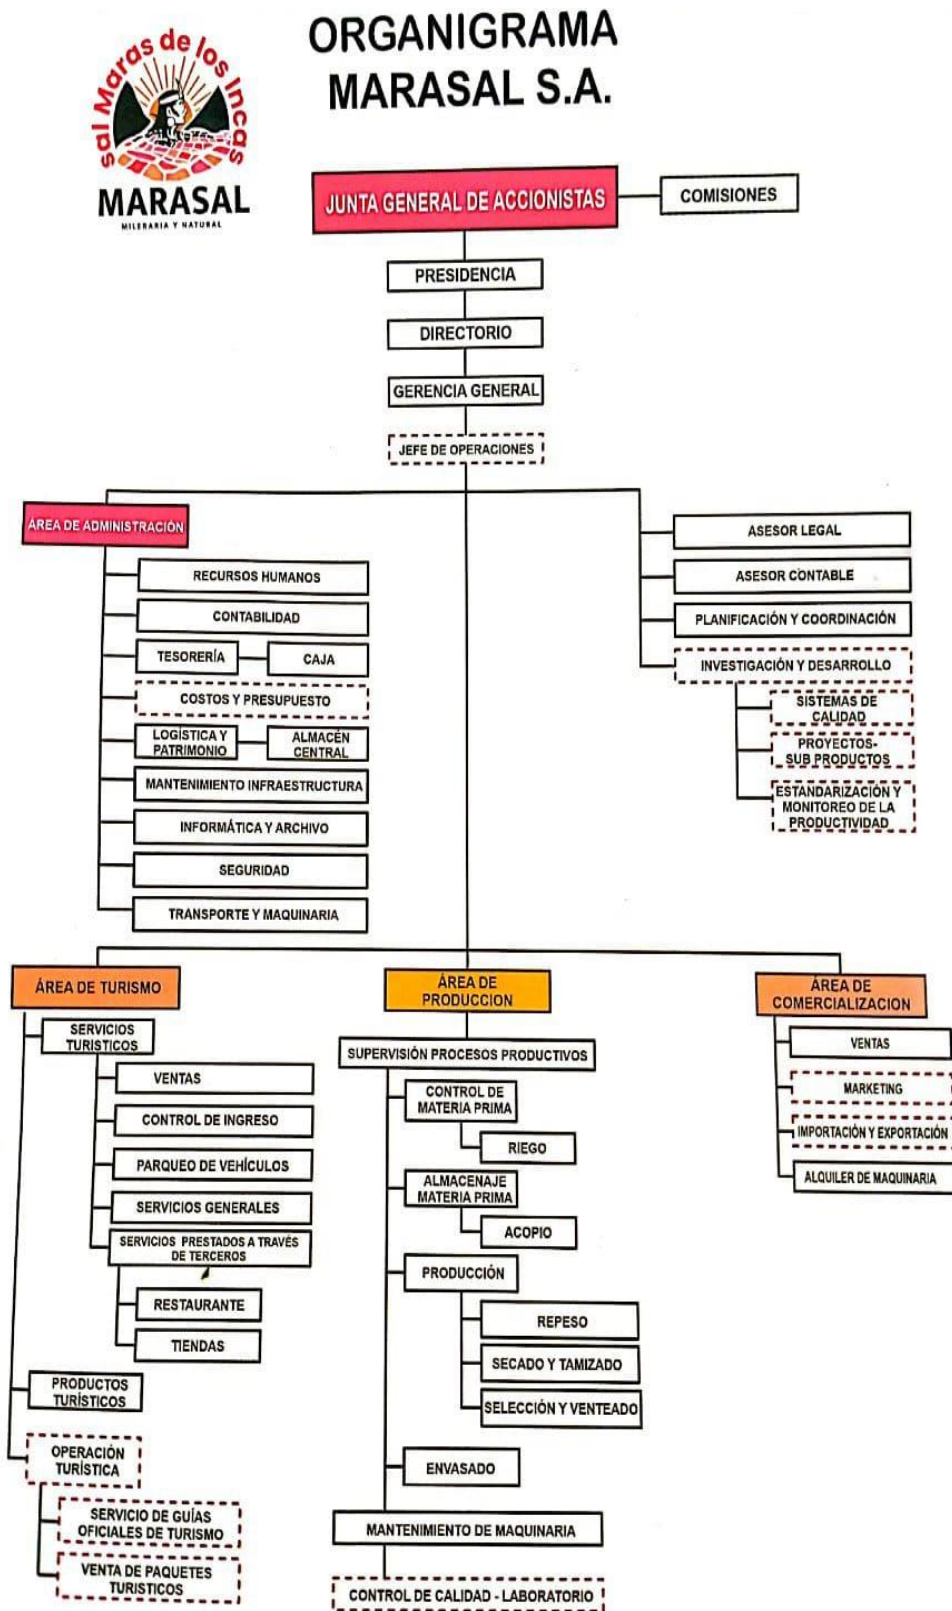 ORGANIGRAMA
MARASAL S.A.
sal Maras de los Incas
MARASAL
MILENARIA Y NATURAL
JUNTA GENERAL DE ACCIONISTAS
COMISIONES
PRESIDENCIA
DIRECTORIO
GERENCIA GENERAL
JEFE DE OPERACIONES
ÁREA DE ADMINISTRACIÓN
RECURSOS HUMANOS
CONTABILIDAD
TESORERÍA
CAJA
COSTOS Y PRESUPUESTO
LOGÍSTICA Y
PATRIMONIO
ALMACÉN
CENTRAL
MANTENIMIENTO INFRAESTRUCTURA
INFORMÁTICA Y ARCHIVO
SEGURIDAD
TRANSPORTE Y MAQUINARIA
ASESOR LEGAL
ASESOR CONTABLE
PLANIFICACIÓN Y COORDINACIÓN
INVESTIGACIÓN Y DESARROLLO
SISTEMAS DE
CALIDAD
PROYECTOS-
SUB PRODUCTOS
ESTANDARIZACIÓN Y
MONITOREO DE LA
PRODUCTIVIDAD
ÁREA DE TURISMO
SERVICIOS
TURISTICOS
VENTAS
CONTROL DE INGRESO
PARQUEO DE VEHÍCULOS
SERVICIOS GENERALES
SERVICIOS PRESTADOS A TRAVÉS
DE TERCEROS
RESTAURANTE
TIENDAS
PRODUCTOS
TURÍSTICOS
OPERACIÓN
TURÍSTICA
SERVICIO DE GUÍAS
OFICIALES DE TURISMO
VENTA DE PAQUETES
TURISTICOS
ÁREA DE
PRODUCCION
SUPERVISIÓN PROCESOS PRODUCTIVOS
CONTROL DE
MATERIA PRIMA
RIEGO
ALMACENAJE
MATERIA PRIMA
ACOPIO
PRODUCCIÓN
REPESO
SECADO Y TAMIZADO
SELECCIÓN Y VENTEADO
ENVASADO
MANTENIMIENTO DE MAQUINARIA
CONTROL DE CALIDAD - LABORATORIO
ÁREA DE
COMERCIALIZACION
VENTAS
MARKETING
IMPORTACIÓN Y EXPORTACIÓN
ALQUILER DE MAQUINARIA